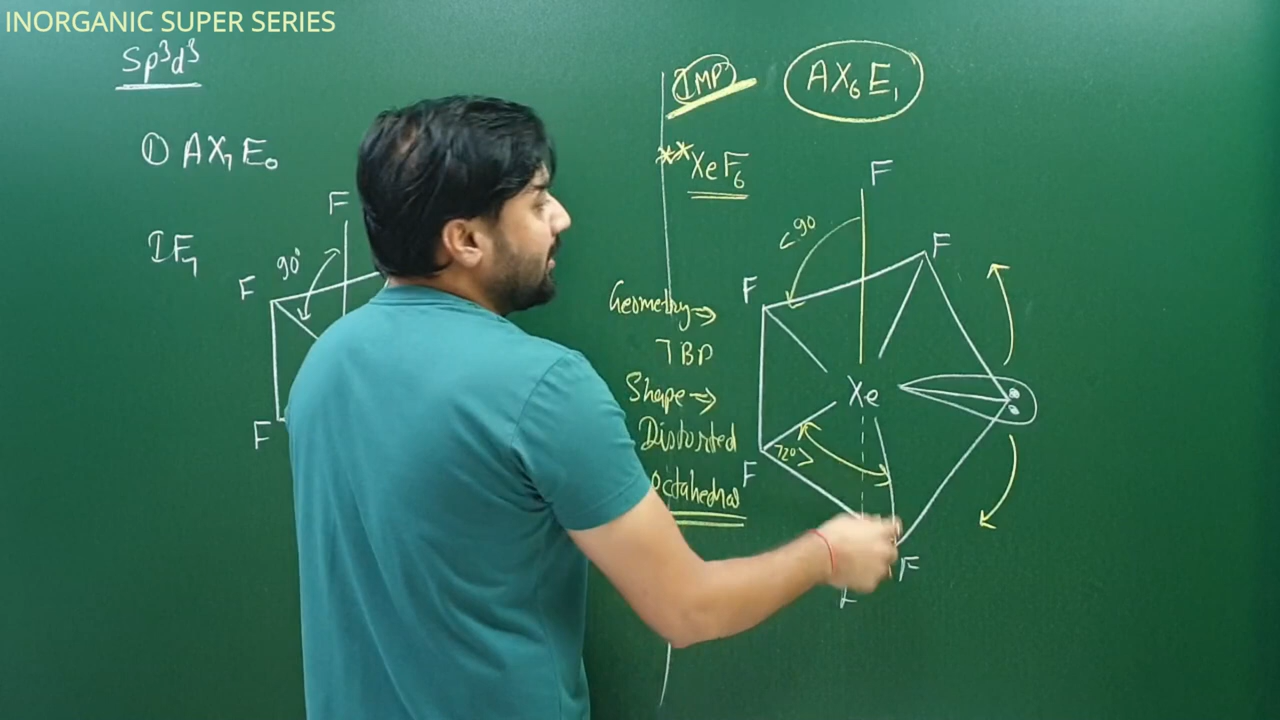 INORGANIC SUPER SERIES
Sp³d³
① AX₇E₀
IF₇
F
90°
F
F
IMP
AX₆E₁
**XeF₆
F
<90
F
F
Geometry⇒
TBP
Shape⇒
Distorted
Octahedral
Xe
72°>
F
F